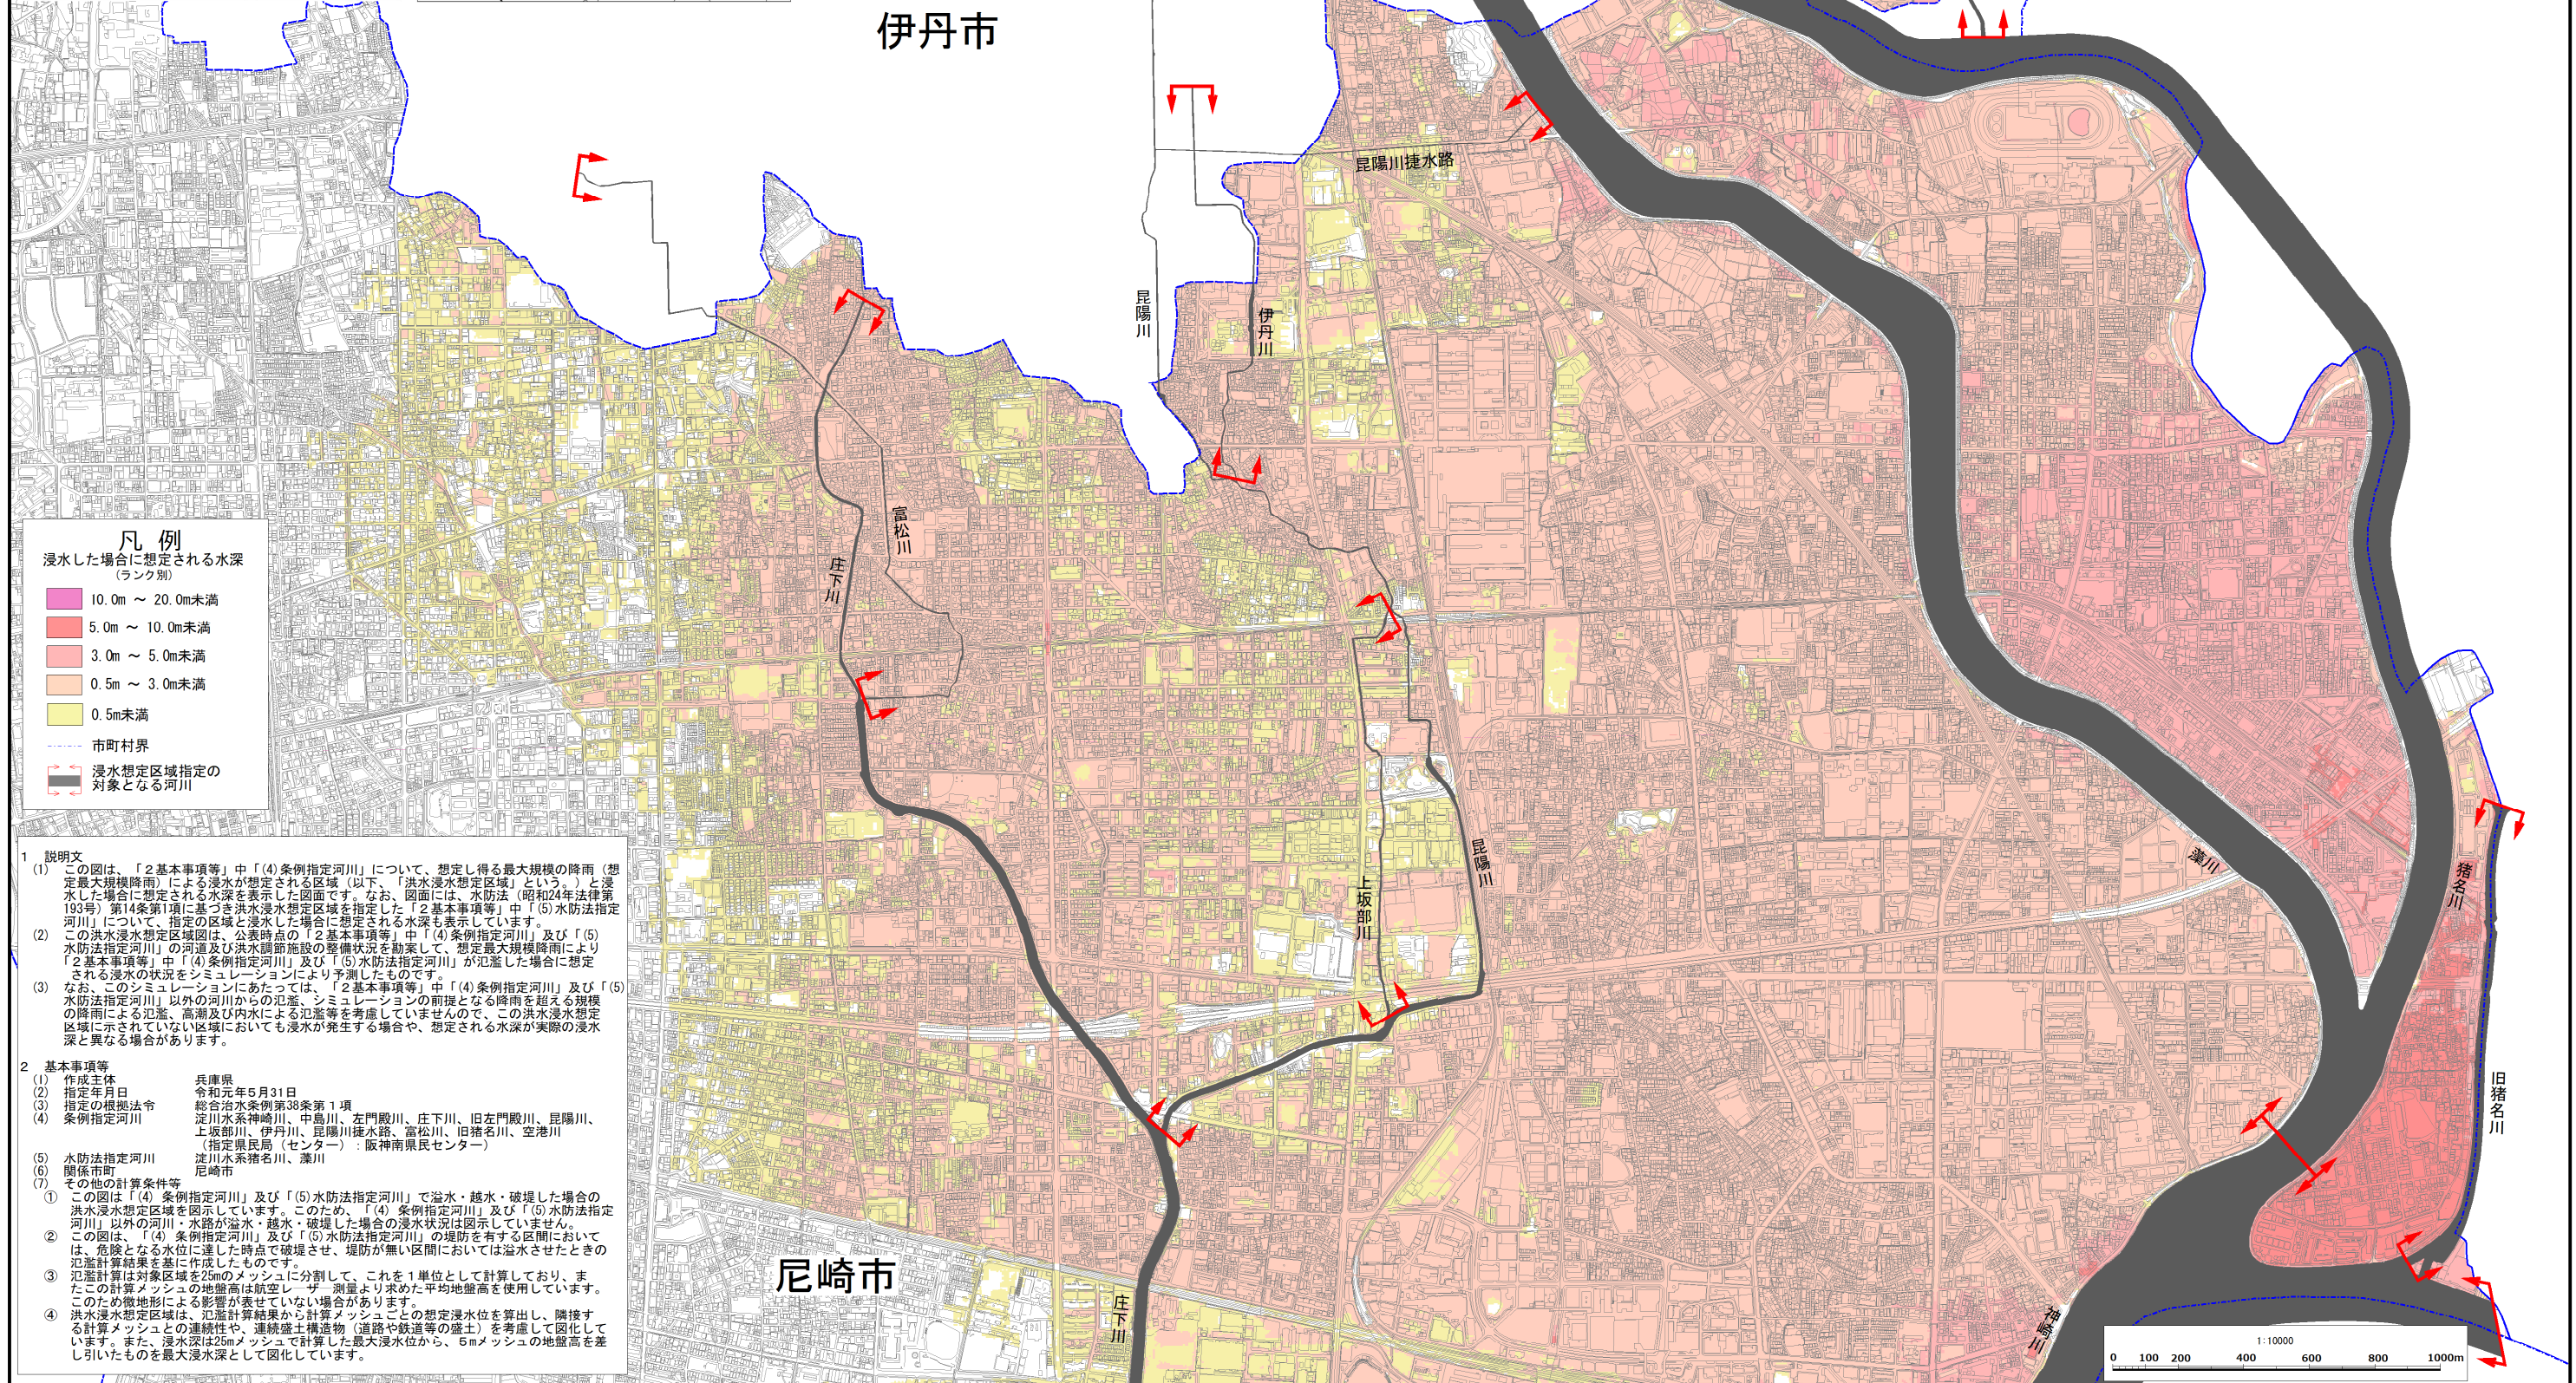 伊丹市
昆陽川捷水路
昆陽川
伊丹川
富松川
庄下川
凡 例
浸水した場合に想定される水深
(ランク別)
10.0m ～ 20.0m未満
5.0m ～ 10.0m未満
3.0m ～ 5.0m未満
0.5m ～ 3.0m未満
0.5m未満
市町村界
浸水想定区域指定の
対象となる河川
昆陽川
上坂部川
藻川
猪名川
旧猪名川
1 説明文
(1) この図は、「２基本事項等」中「(4)条例指定河川」について、想定し得る最大規模の降雨（想
定最大規模降雨）による浸水が想定される区域（以下、「洪水浸水想定区域」という。）と浸
水した場合に想定される水深を表示した図面です。なお、図面には、水防法（昭和24年法律第
193号）第14条第1項に基づき洪水浸水想定区域を指定した「２基本事項等」中「(5)水防法指定
河川」について、指定の区域と浸水した場合に想定される水深も表示しています。
(2) この洪水浸水想定区域図は、公表時点の「２基本事項等」中「(4)条例指定河川」及び「(5)
水防法指定河川」の河道及び洪水調節施設の整備状況を勘案して、想定最大規模降雨により
「２基本事項等」中「(4)条例指定河川」及び「(5)水防法指定河川」が氾濫した場合に想定
される浸水の状況をシミュレーションにより予測したものです。
(3) なお、このシミュレーションにあたっては、「２基本事項等」中「(4)条例指定河川」及び「(5)
水防法指定河川」以外の河川からの氾濫、シミュレーションの前提となる降雨を超える規模
の降雨による氾濫、高潮及び内水による氾濫等を考慮していませんので、この洪水浸水想定
区域に示されていない区域においても浸水が発生する場合や、想定される水深が実際の浸水
深と異なる場合があります。
2 基本事項等
(1) 作成主体 兵庫県
(2) 指定年月日 令和元年5月31日
(3) 指定の根拠法令 総合治水条例第38条第１項
(4) 条例指定河川 淀川水系神崎川、中島川、左門殿川、庄下川、旧左門殿川、昆陽川、
上坂部川、伊丹川、昆陽川捷水路、富松川、旧猪名川、空港川
（指定県民局（センター）：阪神南県民センター）
(5) 水防法指定河川 淀川水系猪名川、藻川
(6) 関係市町 尼崎市
(7) その他の計算条件等
① この図は「(4) 条例指定河川」及び「(5)水防法指定河川」で溢水・越水・破堤した場合の
洪水浸水想定区域を図示しています。このため、「(4) 条例指定河川」及び「(5)水防法指定
河川」以外の河川・水路が溢水・越水・破堤した場合の浸水状況は図示していません。
② この図は、「(4) 条例指定河川」及び「(5)水防法指定河川」の堤防を有する区間において
は、危険となる水位に達した時点で破堤させ、堤防が無い区間においては溢水させたときの
氾濫計算結果を基に作成したものです。
③ 氾濫計算は対象区域を25mのメッシュに分割して、これを１単位として計算しており、ま
たこの計算メッシュの地盤高は航空レーザー測量より求めた平均地盤高を使用しています。
このため微地形による影響が表せていない場合があります。
④ 洪水浸水想定区域は、氾濫計算結果から計算メッシュごとの想定浸水位を算出し、隣接す
る計算メッシュとの連続性や、連続盛土構造物（道路や鉄道等の盛土）を考慮して図化して
います。また、浸水深は25mメッシュで計算した最大浸水位から、５mメッシュの地盤高を差
し引いたものを最大浸水深として図化しています。
尼崎市
庄下川
神崎川
1:10000
0 100 200 400 600 800 1000m